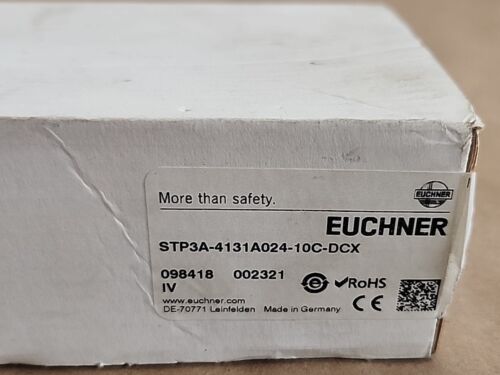 More than safety.
EUCHNER
EUCHNER
STP3A-4131A024-10C-DCX
098418 002321
IV
RoHS
www.euchner.com
DE-70771 Leinfelden Made in Germany
CE